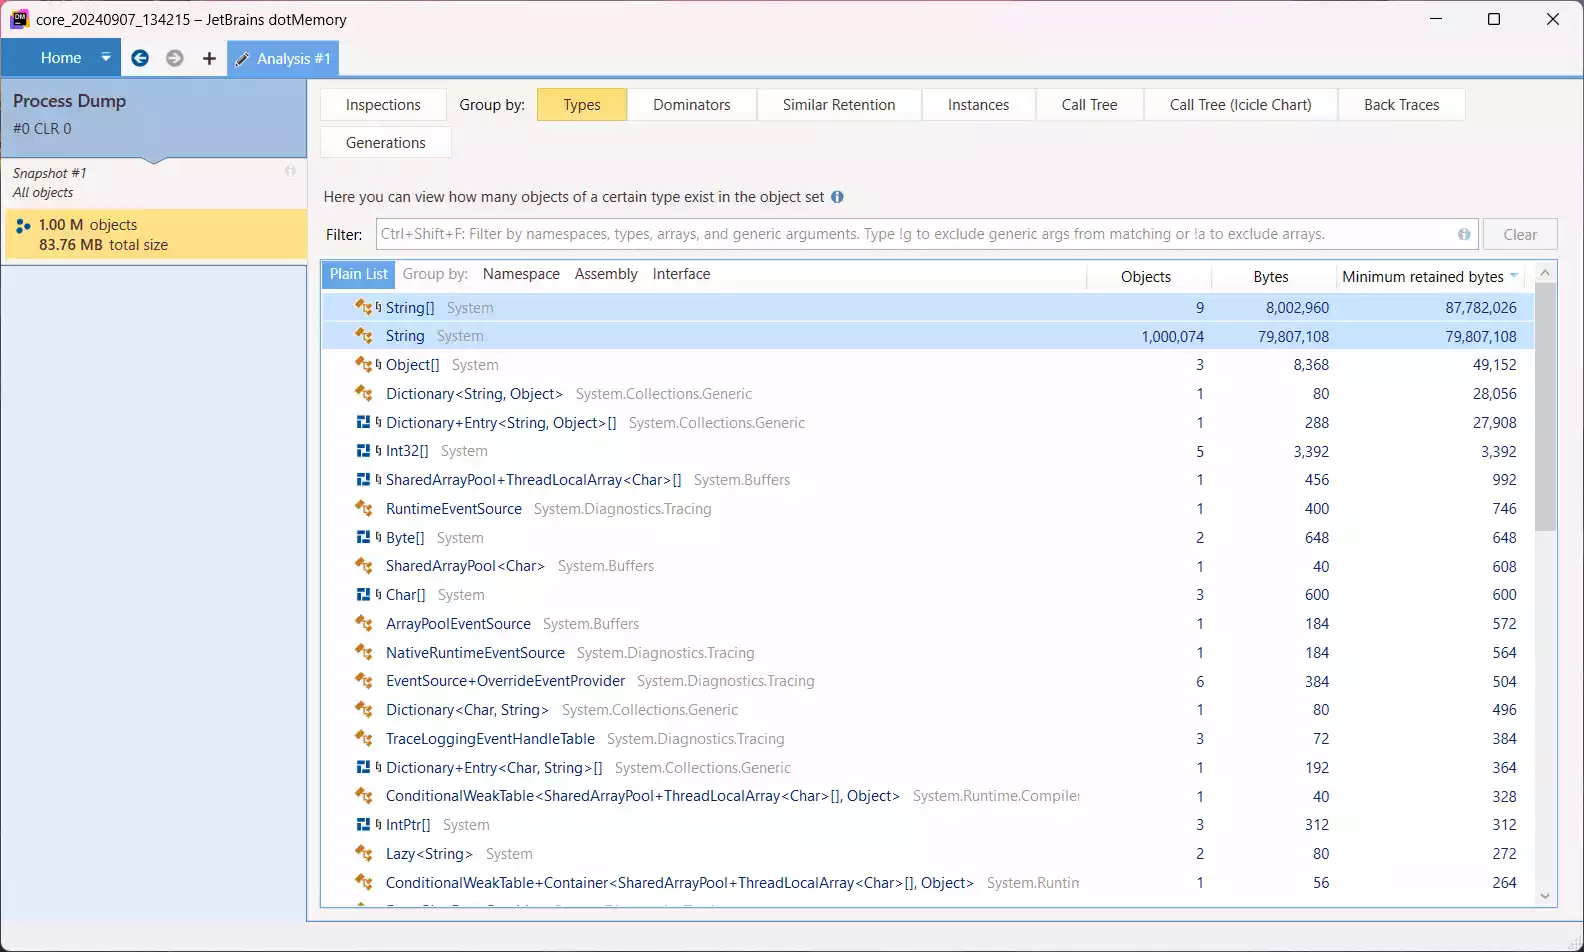 core_20240907_134215 – JetBrains dotMemory
Home
Analysis #1
Process Dump
#0 CLR 0
Snapshot #1
All objects
1.00 M objects
83.76 MB total size
Inspections Group by: Types Dominators Similar Retention Instances Call Tree Call Tree (Icicle Chart) Back Traces
Generations
Here you can view how many objects of a certain type exist in the object set
Filter: Ctrl+Shift+F: Filter by namespaces, types, arrays, and generic arguments. Type !g to exclude generic args from matching or !a to exclude arrays. Clear
Plain List Group by: Namespace Assembly Interface Objects Bytes Minimum retained bytes
String[] System 9 8,002,960 87,782,026
String System 1,000,074 79,807,108 79,807,108
Object[] System 3 8,368 49,152
Dictionary<String, Object> System.Collections.Generic 1 80 28,056
Dictionary+Entry<String, Object>[] System.Collections.Generic 1 288 27,908
Int32[] System 5 3,392 3,392
SharedArrayPool+ThreadLocalArray<Char>[] System.Buffers 1 456 992
RuntimeEventSource System.Diagnostics.Tracing 1 400 746
Byte[] System 2 648 648
SharedArrayPool<Char> System.Buffers 1 40 608
Char[] System 3 600 600
ArrayPoolEventSource System.Buffers 1 184 572
NativeRuntimeEventSource System.Diagnostics.Tracing 1 184 564
EventSource+OverrideEventProvider System.Diagnostics.Tracing 6 384 504
Dictionary<Char, String> System.Collections.Generic 1 80 496
TraceLoggingEventHandleTable System.Diagnostics.Tracing 3 72 384
Dictionary+Entry<Char, String>[] System.Collections.Generic 1 192 364
ConditionalWeakTable<SharedArrayPool+ThreadLocalArray<Char>[], Object> System.Runtime.Compiler 1 40 328
IntPtr[] System 3 312 312
Lazy<String> System 2 80 272
ConditionalWeakTable+Container<SharedArrayPool+ThreadLocalArray<Char>[], Object> System.Runtim 1 56 264